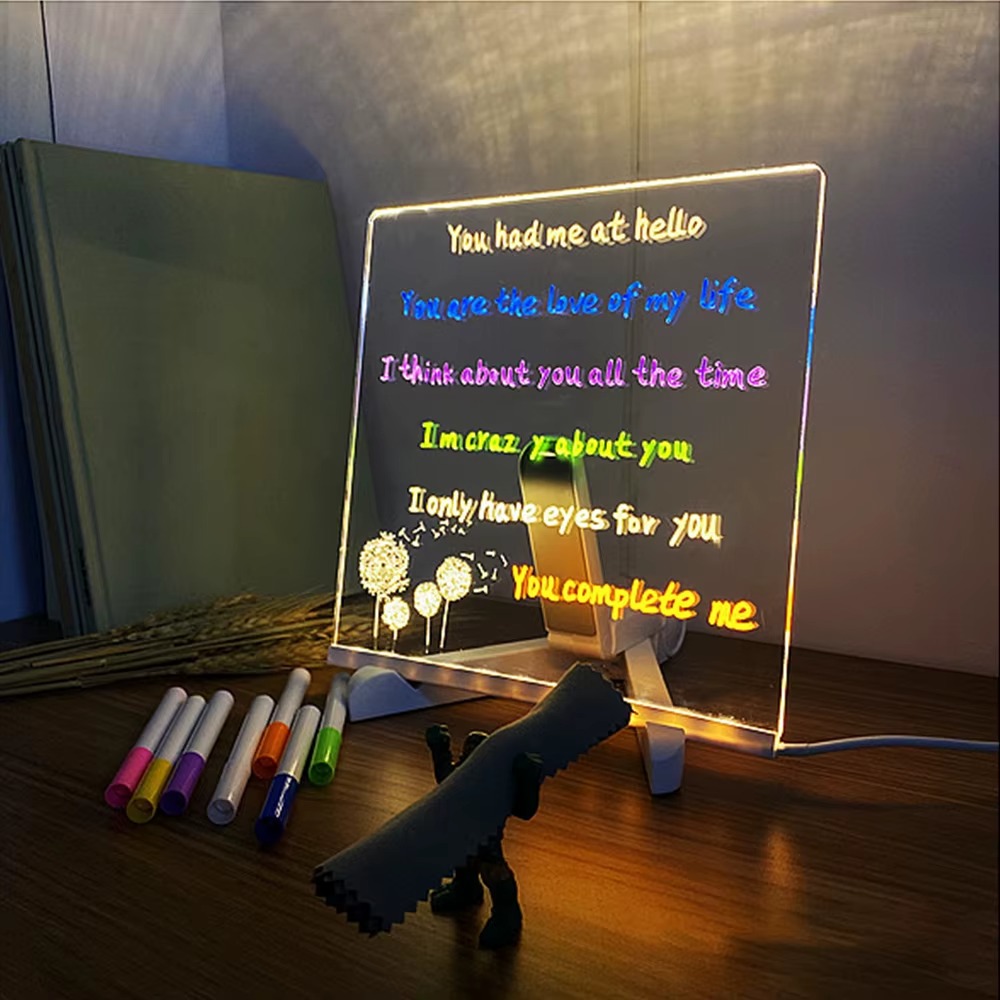 You had me at hello
You are the love of my life
I think about you all the time
Im craz y about you
I only have eyes for you
You complete me